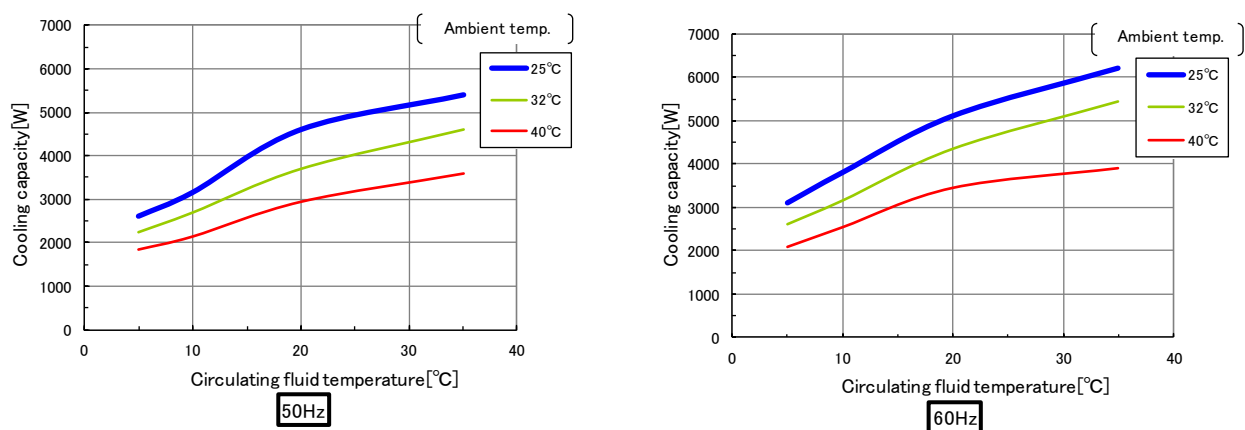 Ambient temp.
25℃
32℃
40℃
Cooling capacity[W]
7000
6000
5000
4000
3000
2000
1000
0
0 10 20 30 40
Circulating fluid temperature[℃]
50Hz
Ambient temp.
25℃
32℃
40℃
Cooling capacity[W]
7000
6000
5000
4000
3000
2000
1000
0
0 10 20 30 40
Circulating fluid temperature[℃]
60Hz